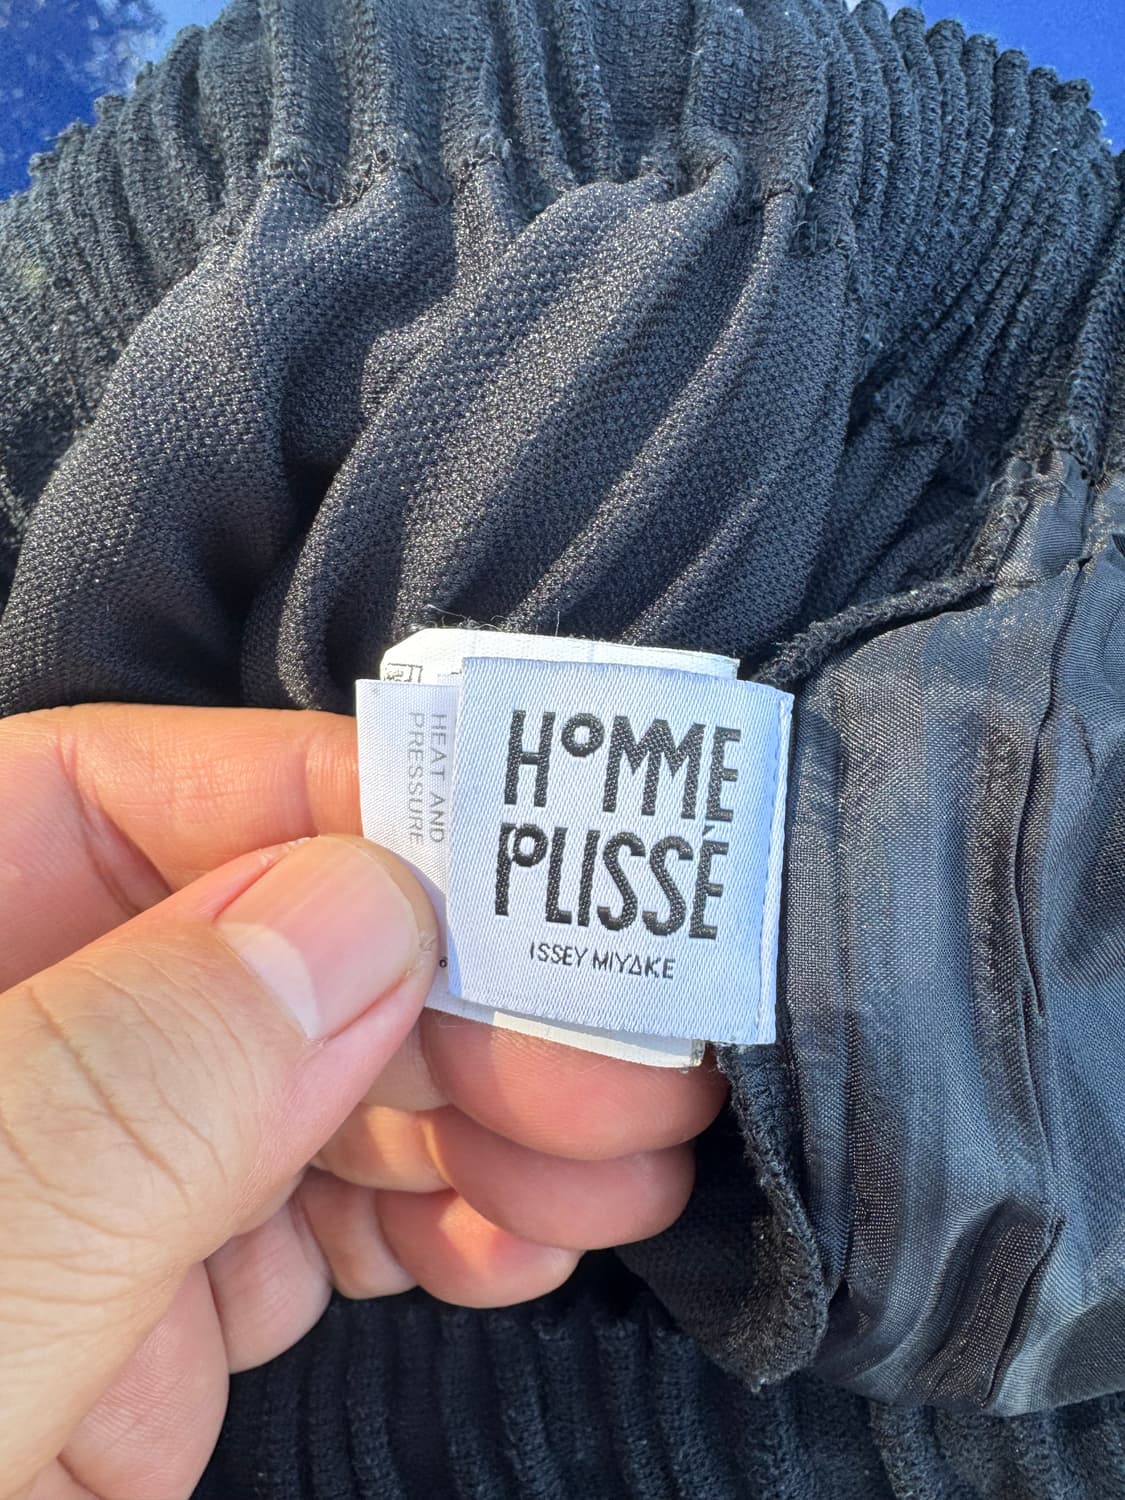 HOMME
PLISSÉ
ISSEY MIYAKE
HEAT AND
PRESSURE